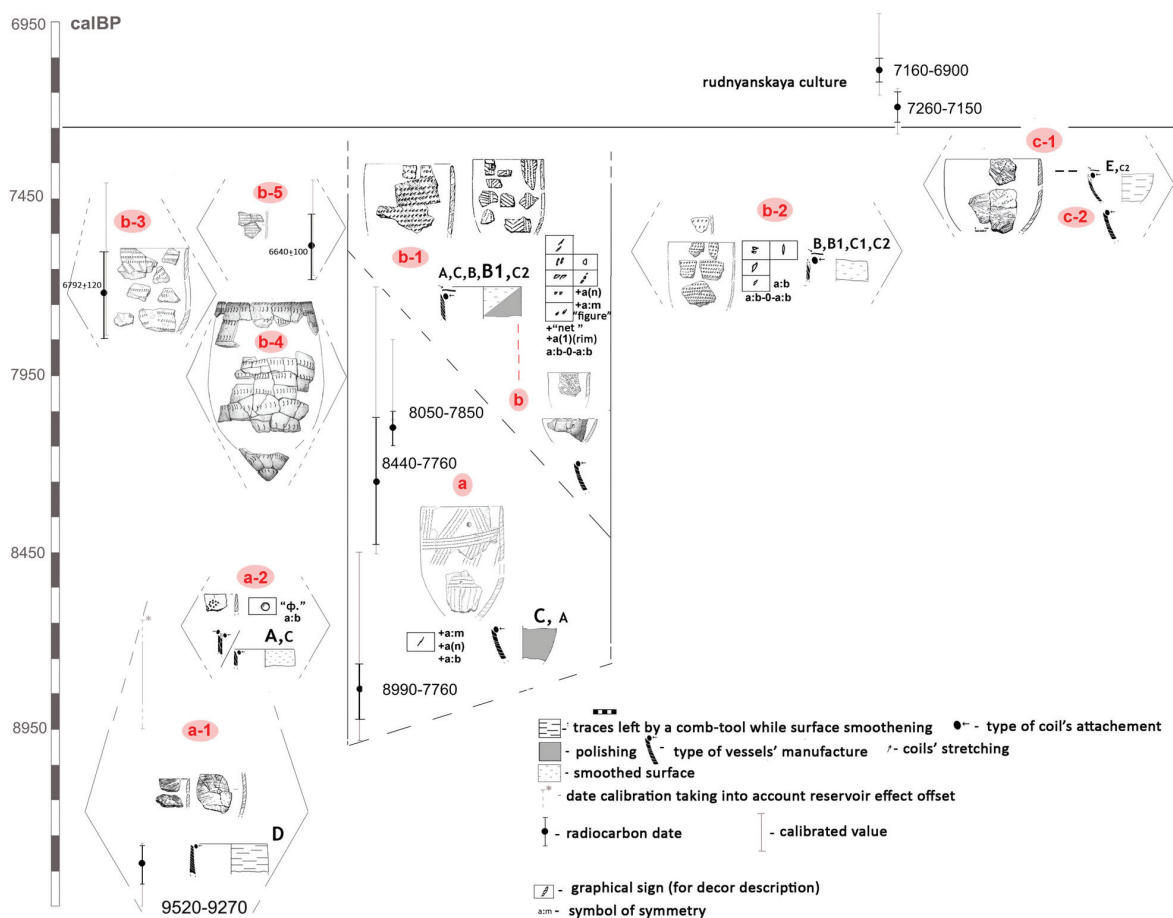 6950
calBP
7160-6900
rudnyanskaya culture
7260-7150
c-1
E,C2
7450
b-5
b-3
b-2
c-2
6640±100
b-1
B,B1,C1,C2
6792±120
A,C,B,B1,C2
a:b
a:b-0-a:b
+a(n)
+a:m
"figure"
+"net"
+a(1)(rim)
a:b-0-a:b
b-4
7950
b
8050-7850
8440-7760
a
8450
a-2
"ф."
a:b
A,C
C, A
+a:m
+a(n)
+a:b
8990-7760
8950
a-1
- traces left by a comb-tool while surface smoothening
- type of coil's attachement
- polishing
- type of vessels' manufacture
- coils' stretching
- smoothed surface
- date calibration taking into account reservoir effect offset
- radiocarbon date
- calibrated value
D
- graphical sign (for decor description)
9520-9270
a:m - symbol of symmetry